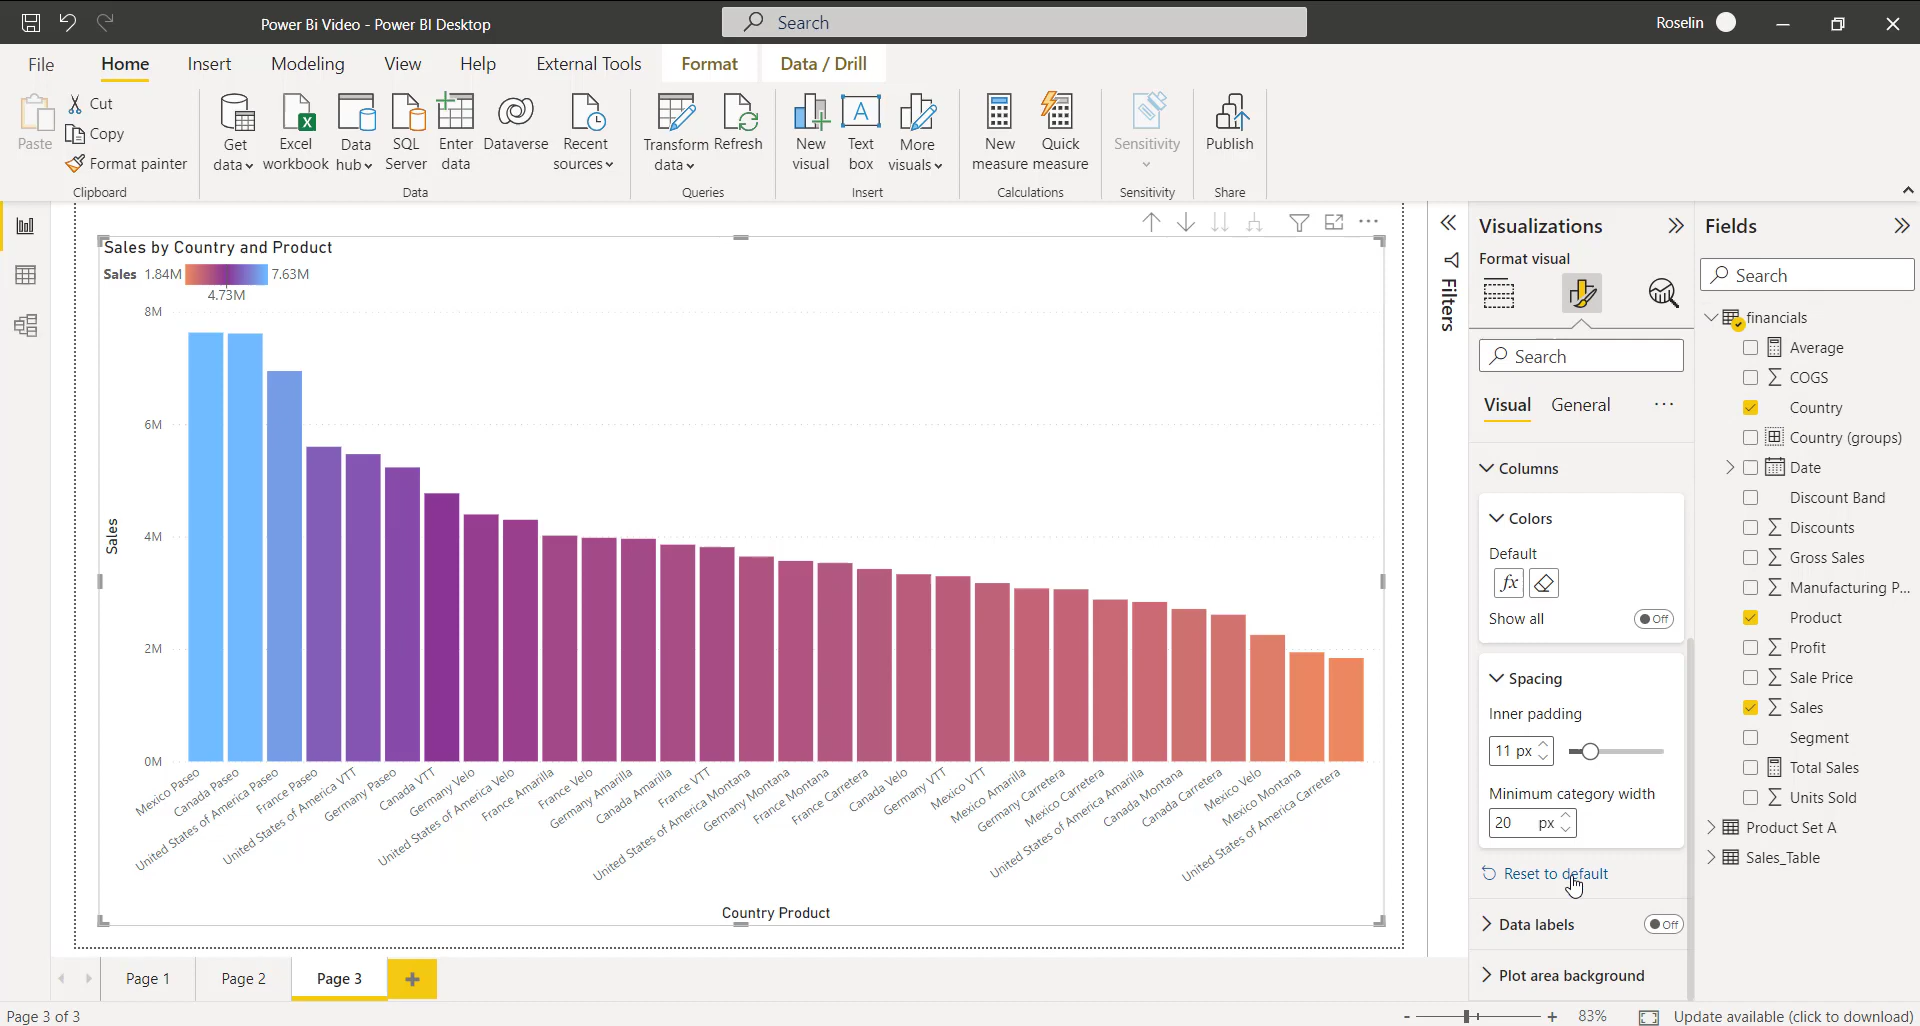 Power Bi Video - Power BI Desktop
Search
Roselin
File Home Insert Modeling View Help External Tools Format Data / Drill
Paste
Cut
Copy
Format painter
Clipboard
Get data
Excel workbook
Data hub
SQL Server
Enter data
Dataverse
Recent sources
Data
Transform data
Refresh
Queries
New visual
Text box
More visuals
Insert
New measure
Quick measure
Calculations
Sensitivity
Sensitivity
Publish
Share
Sales by Country and Product
Sales 1.84M 7.63M
4.73M
8M
6M
4M
2M
0M
Sales
Mexico Paseo
Canada Paseo
United States of America Paseo
France Paseo
United States of America VTT
Germany Paseo
Canada VTT
Germany Velo
United States of America Velo
France Amarilla
France Velo
Germany Amarilla
Canada Amarilla
France VTT
United States of America Montana
Germany Montana
France Montana
France Carretera
Canada Velo
Germany VTT
Mexico VTT
Mexico Amarilla
Germany Carretera
Mexico Carretera
United States of America Amarilla
Canada Montana
Canada Carretera
Mexico Velo
Mexico Montana
United States of America Carretera
Country Product
Filters
Visualizations
Format visual
Search
Visual General
Columns
Colors
Default
fx
Show all Off
Spacing
Inner padding
11 px
Minimum category width
20 px
Reset to default
Data labels Off
Plot area background
Fields
Search
financials
Average
COGS
Country
Country (groups)
Date
Discount Band
Discounts
Gross Sales
Manufacturing P...
Product
Profit
Sale Price
Sales
Segment
Total Sales
Units Sold
Product Set A
Sales_Table
Page 1 Page 2 Page 3 +
Page 3 of 3
- + 83%
Update available (click to download)